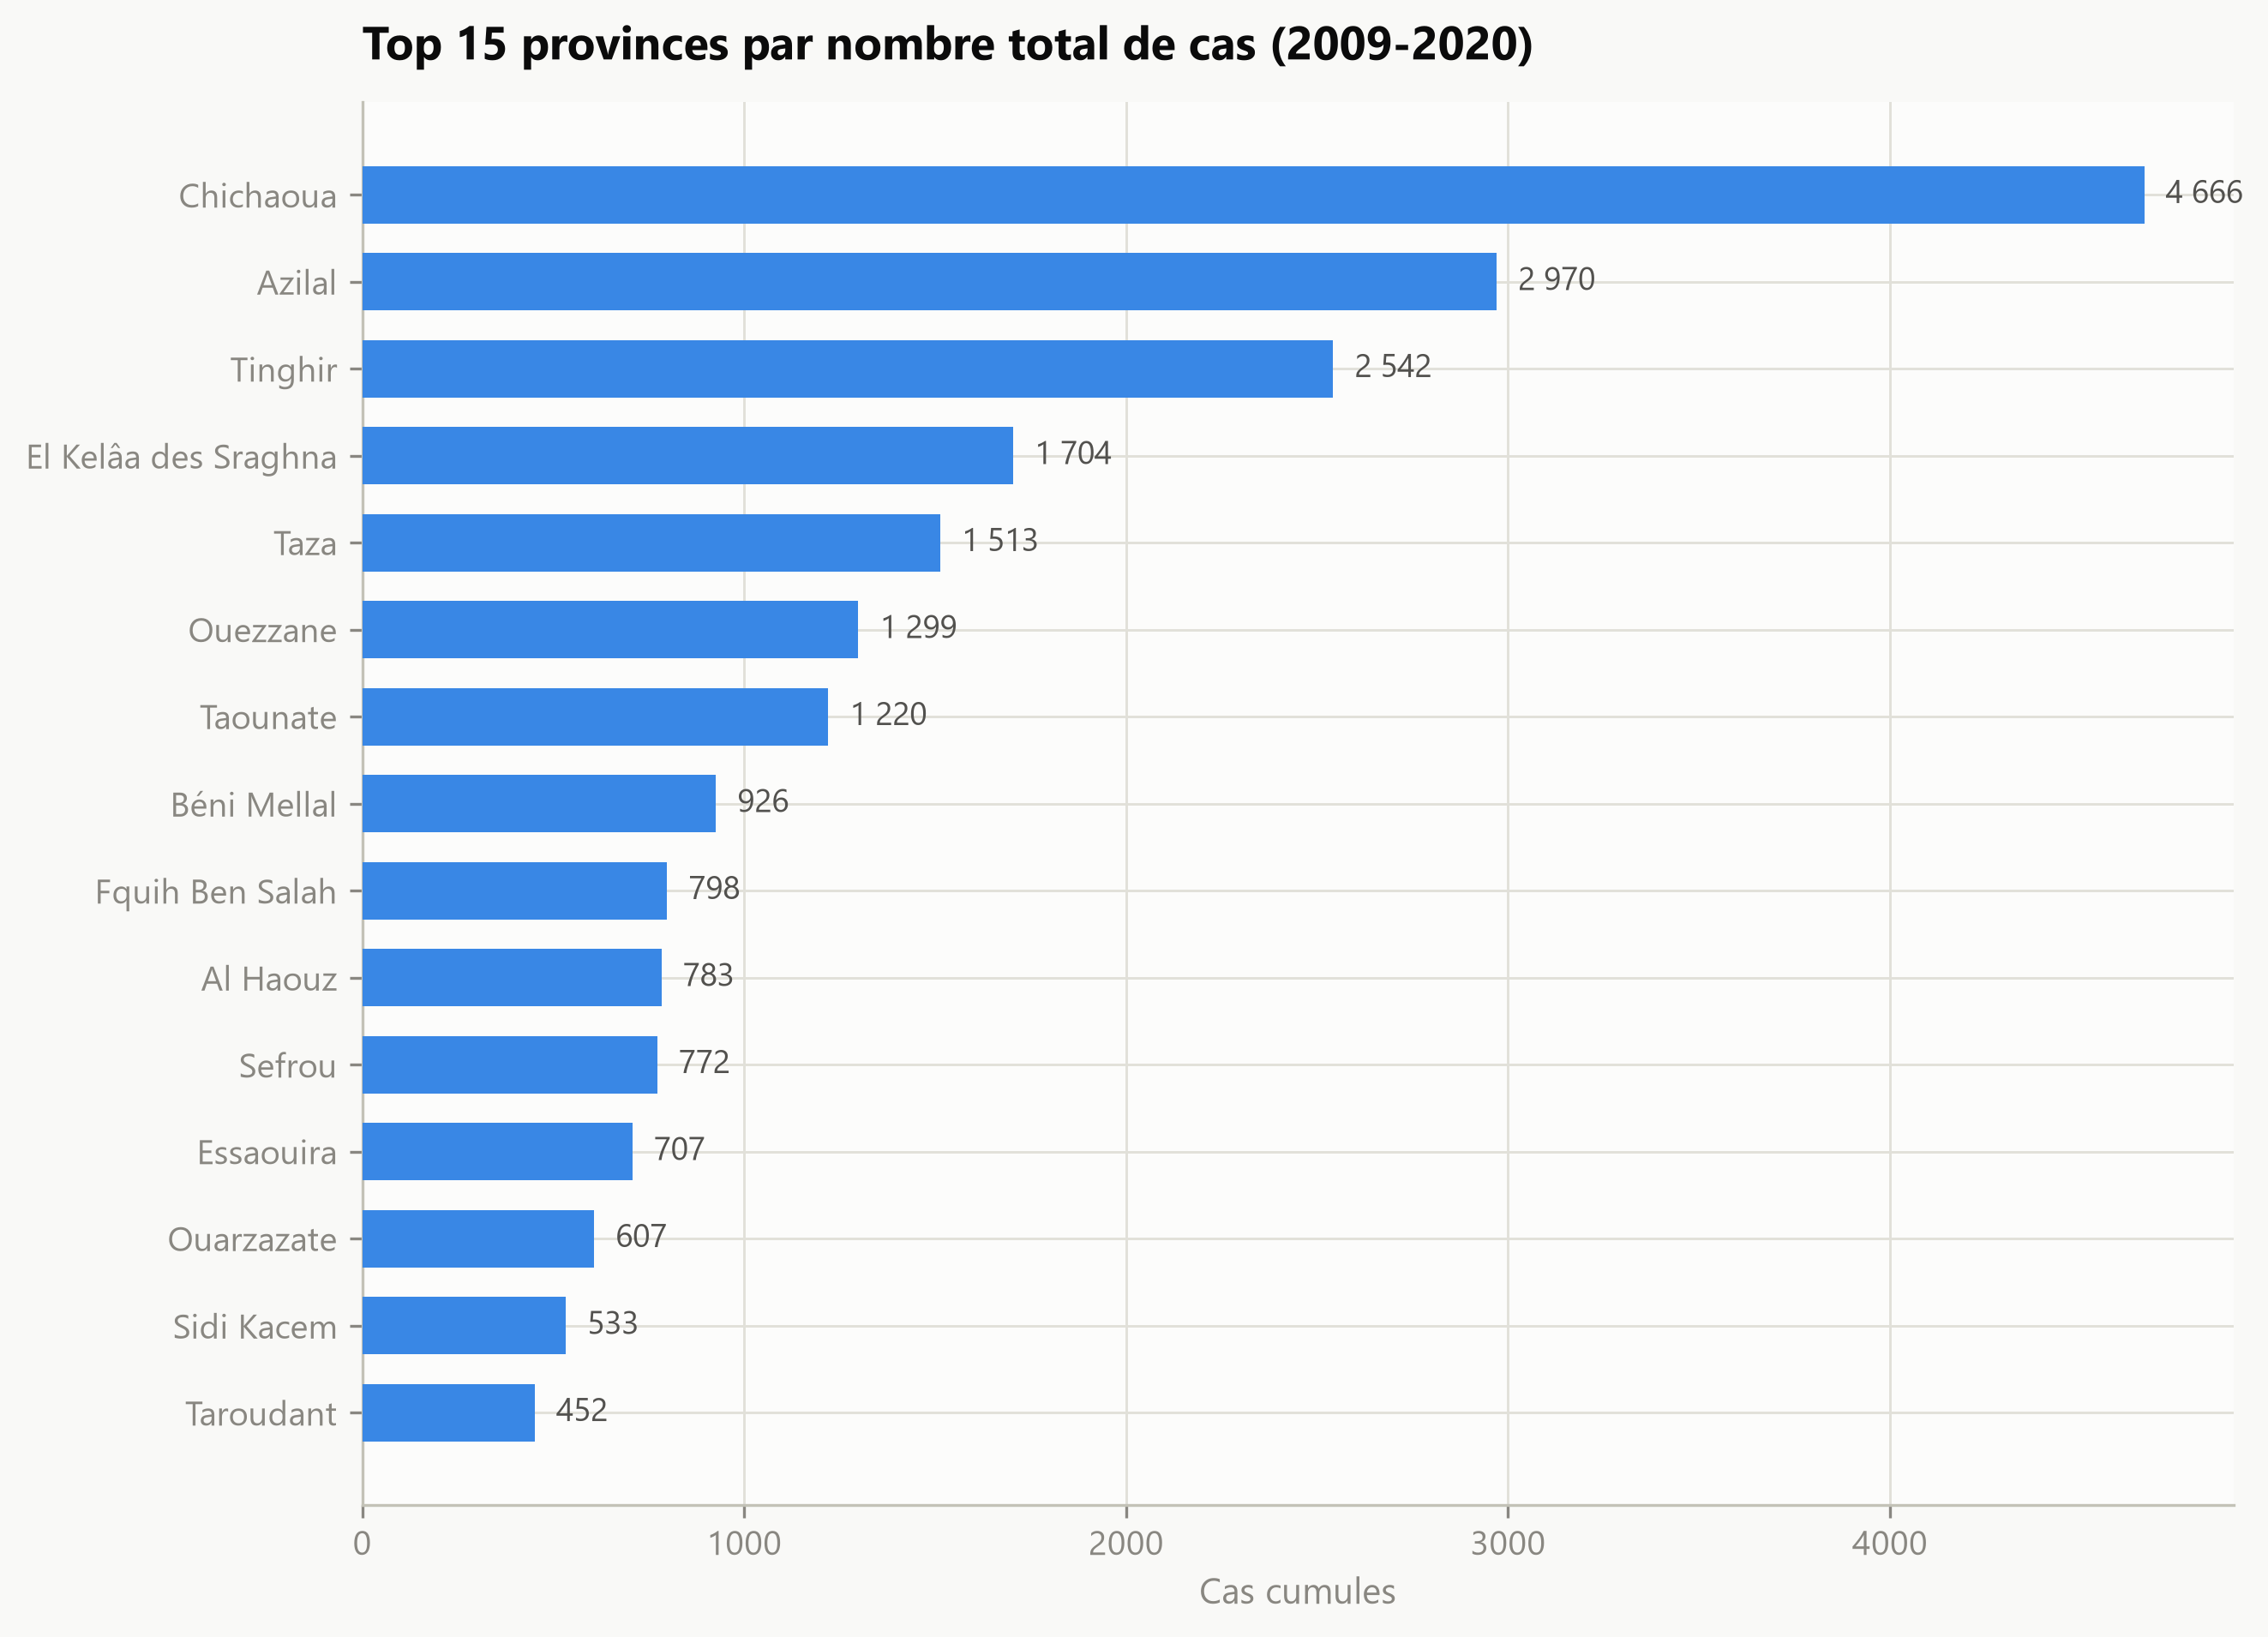 Top 15 provinces par nombre total de cas (2009-2020)
Chichaoua 4 666
Azilal 2 970
Tinghir 2 542
El Kelâa des Sraghna 1 704
Taza 1 513
Ouezzane 1 299
Taounate 1 220
Béni Mellal 926
Fquih Ben Salah 798
Al Haouz 783
Sefrou 772
Essaouira 707
Ouarzazate 607
Sidi Kacem 533
Taroudant 452
0 1000 2000 3000 4000
Cas cumules